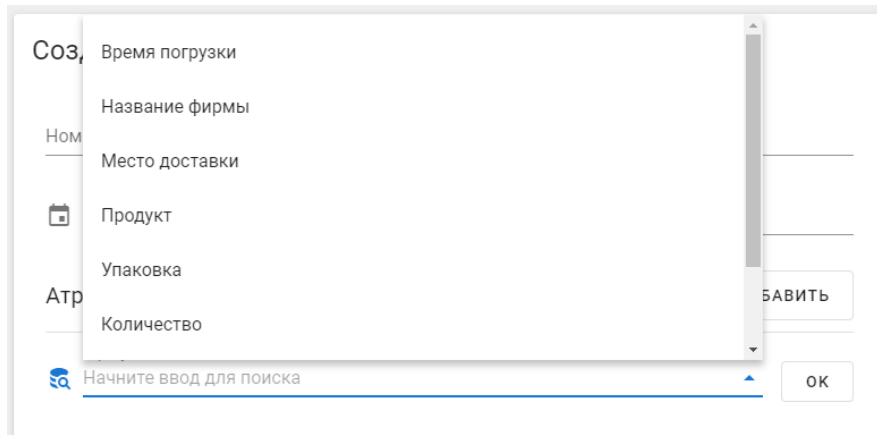 Соз
Время погрузки
Название фирмы
Ном
Место доставки
Продукт
Упаковка
Атр
БАВИТЬ
Количество
Начните ввод для поиска
ОК